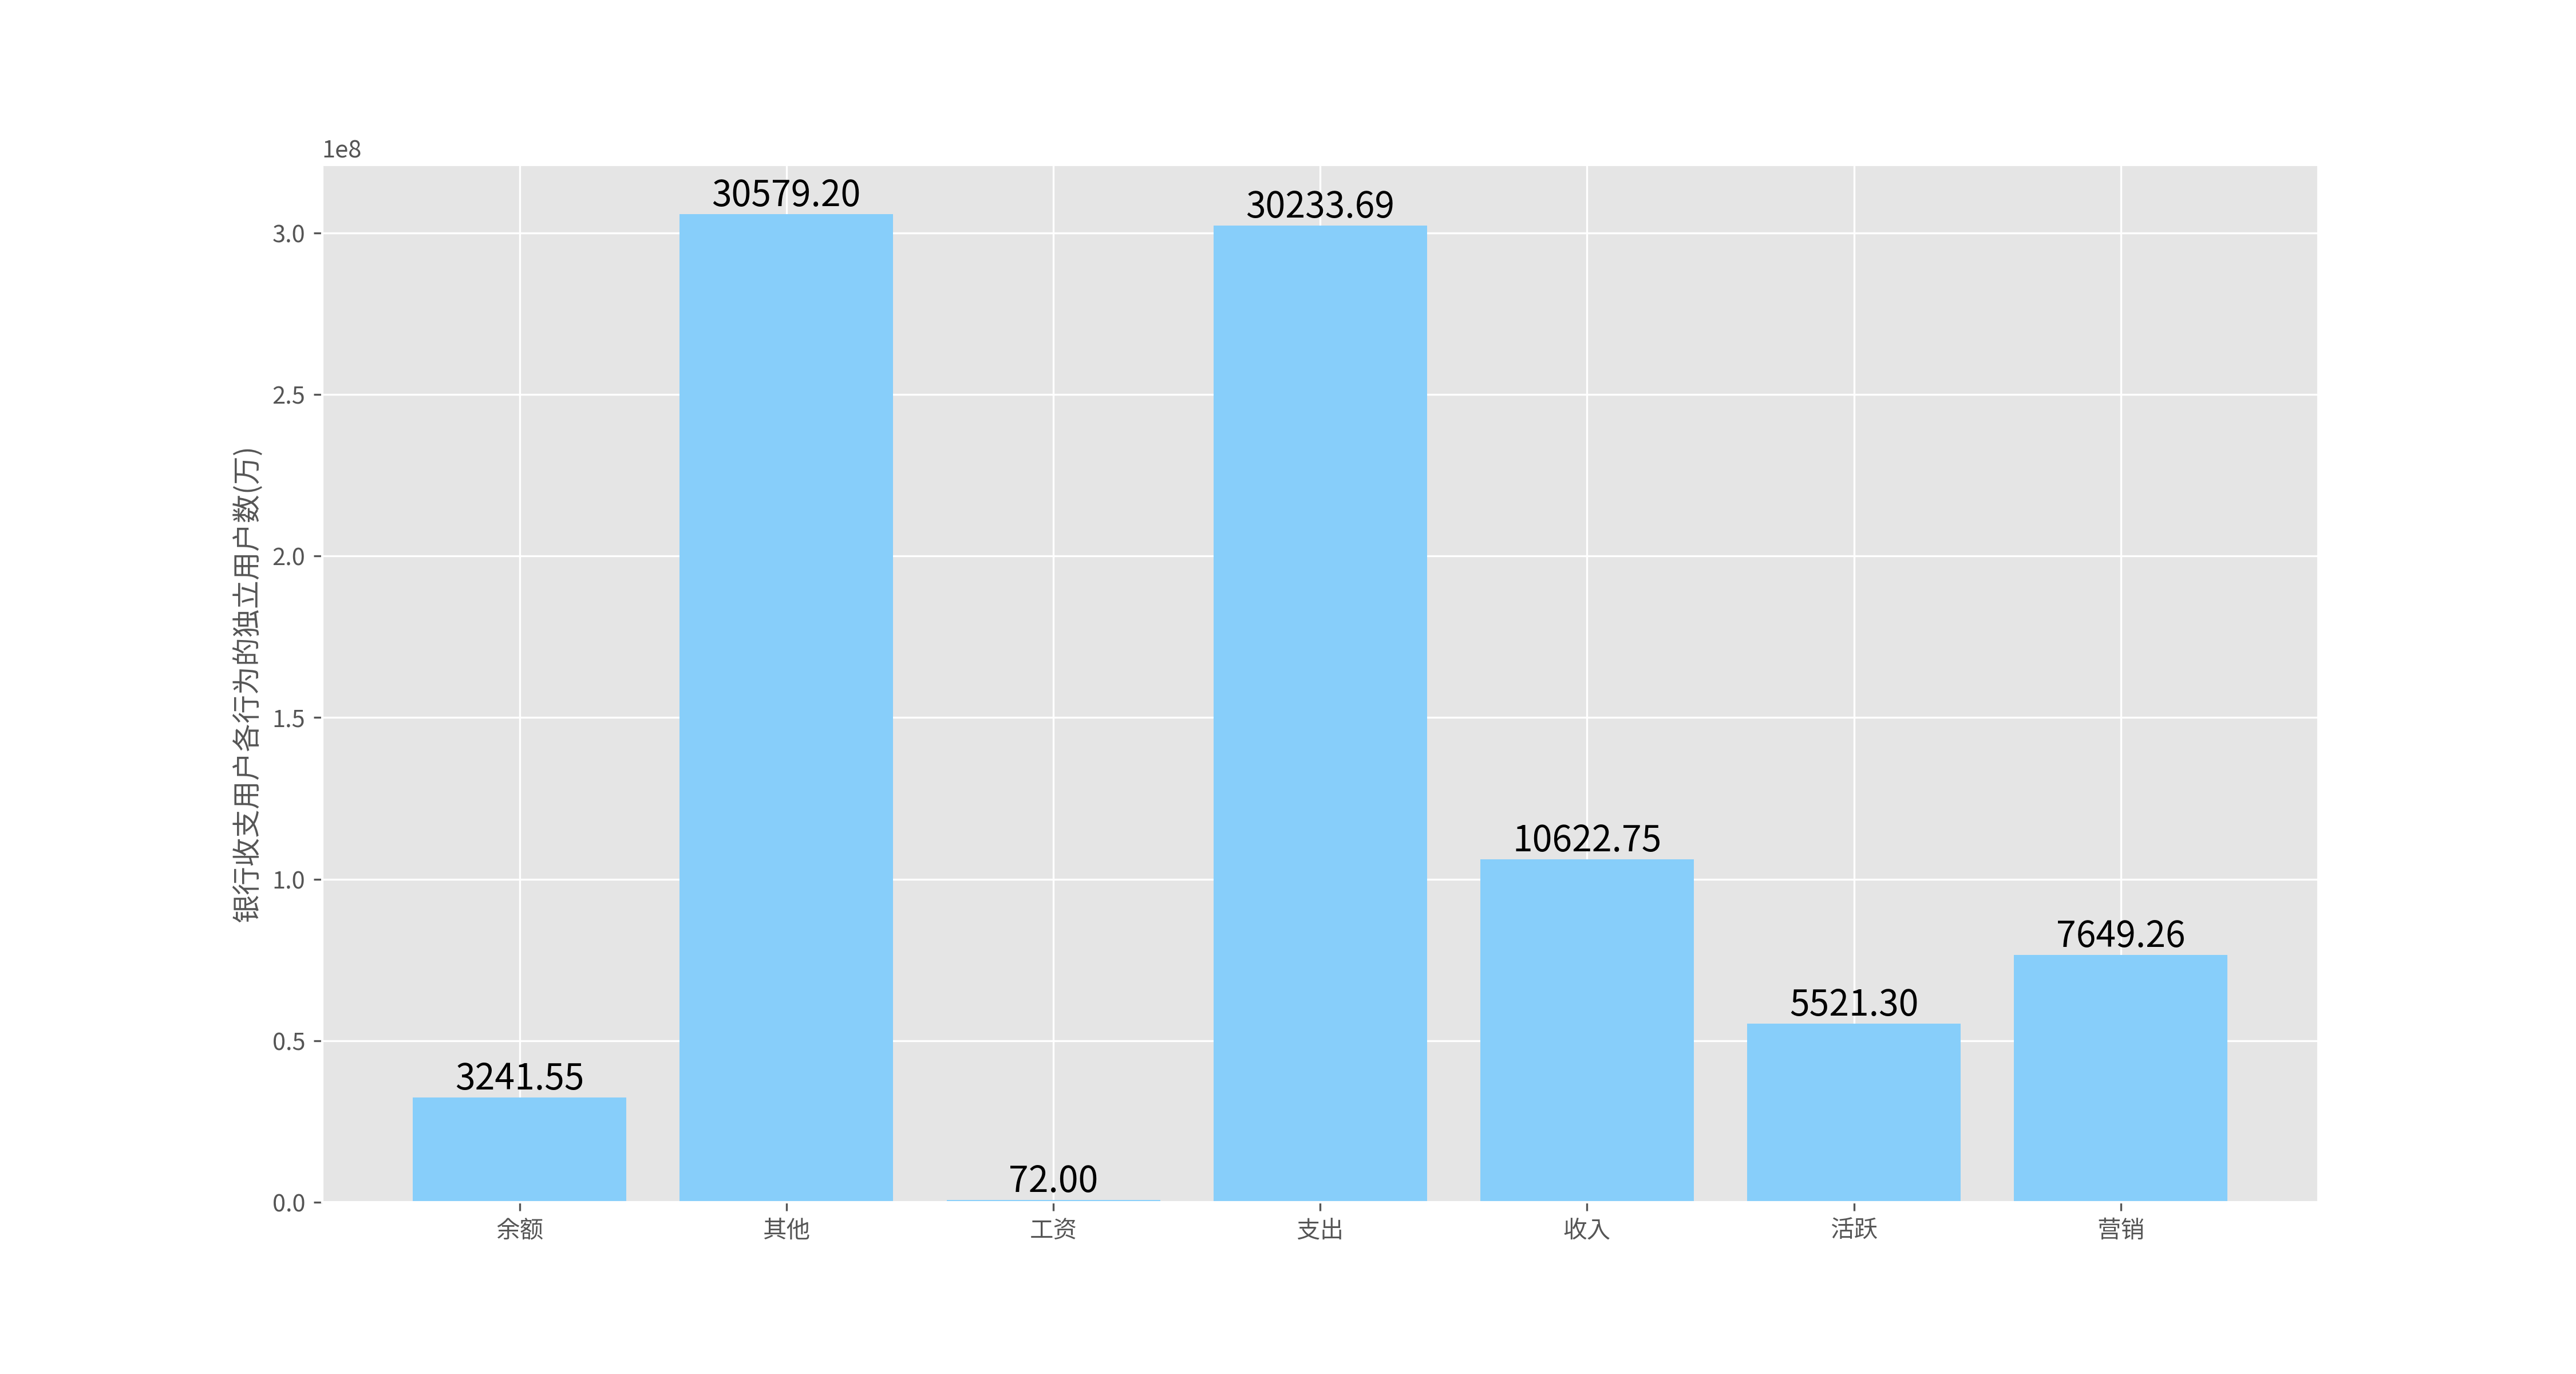 1e8
银行收支用户各行为的独立用户数(万)
3.0
2.5
2.0
1.5
1.0
0.5
0.0
3241.55
30579.20
72.00
30233.69
10622.75
5521.30
7649.26
余额
其他
工资
支出
收入
活跃
营销